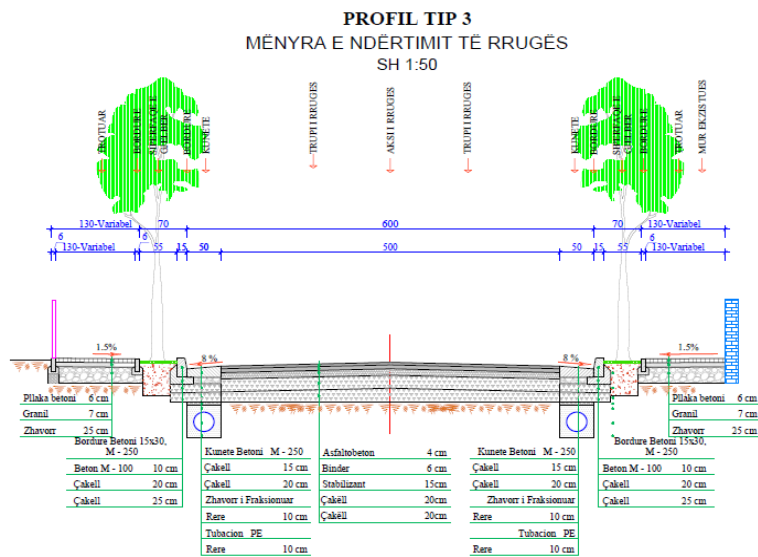 PROFIL TIP 3
MËNYRA E NDËRTIMIT TË RRUGËS
SH 1:50
TROTUAR
BORDURE
SIPERFAQE E
GJELBER
BORDURE
KUNETE
TRUPI I RRUGES
AKSI I RRUGES
TRUPI I RRUGES
KUNETE
BORDURE
SIPERFAQE E
GJELBER
BORDURE
TROTUAR
MUR EKZISTUES
130-Variabel 70 600 70 130-Variabel
6 6 6
130-Variabel 55 15 50 500 50 15 55 130-Variabel
1.5% 8 % 8 % 1.5%
Pllaka betoni 6 cm
Granil 7 cm
Zhavorr 25 cm
Bordure Betoni 15x30,
M - 250
Beton M - 100 10 cm
Çakell 20 cm
Çakell 25 cm
Kunete Betoni M - 250
Çakell 15 cm
Çakell 20 cm
Zhavorri i Fraksionuar
Rere 10 cm
Tubacion PE
Rere 10 cm
Asfaltobeton 4 cm
Binder 6 cm
Stabilizant 15cm
Çakëll 20cm
Çakëll 20cm
Kunete Betoni M - 250
Çakell 15 cm
Çakell 20 cm
Zhavorri i Fraksionuar
Rere 10 cm
Tubacion PE
Rere 10 cm
Bordure Betoni 15x30,
M - 250
Beton M - 100 10 cm
Çakell 20 cm
Çakell 25 cm
Pllaka betoni 6 cm
Granil 7 cm
Zhavorr 25 cm